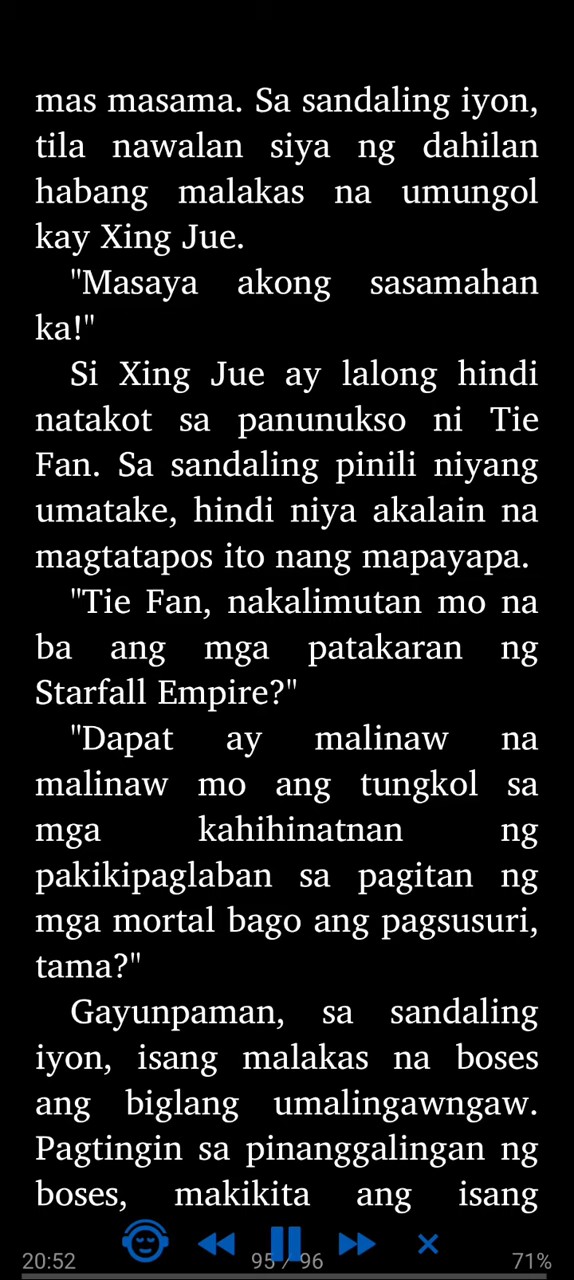 mas masama. Sa sandaling iyon,
tila nawalan siya ng dahilan
habang malakas na umungol
kay Xing Jue.
"Masaya akong sasamahan
ka!"
Si Xing Jue ay lalong hindi
natakot sa panunukso ni Tie
Fan. Sa sandaling pinili niyang
umatake, hindi niya akalain na
magtatapos ito nang mapayapa.
"Tie Fan, nakalimutan mo na
ba ang mga patakaran ng
Starfall Empire?"
"Dapat ay malinaw na
malinaw mo ang tungkol sa
mga kahihinatnan ng
pakikipaglaban sa pagitan ng
mga mortal bago ang pagsusuri,
tama?"
Gayunpaman, sa sandaling
iyon, isang malakas na boses
ang biglang umalingawngaw.
Pagtingin sa pinanggalingan ng
boses, makikita ang isang
20:52 95 / 96 71%